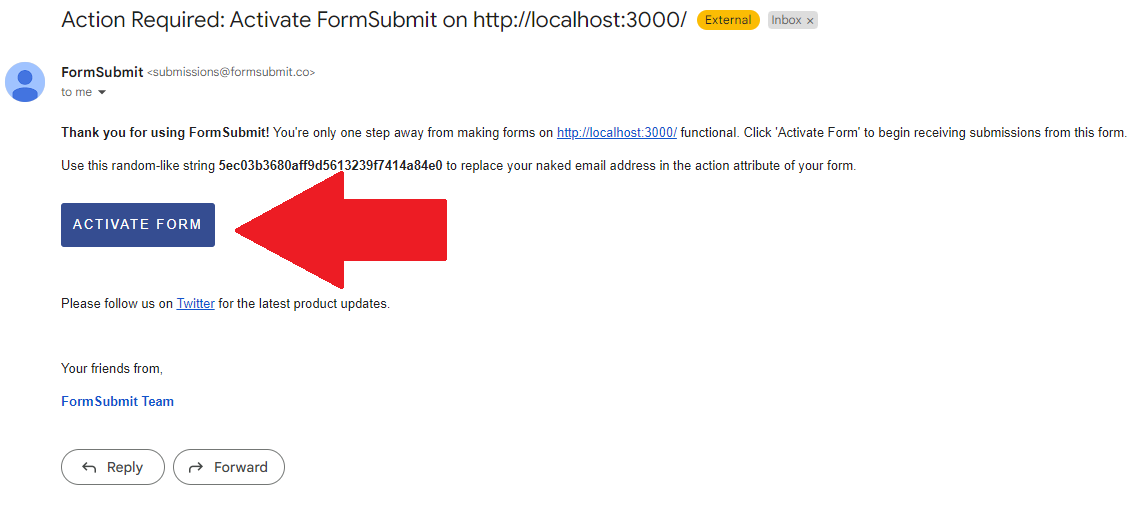 Action Required: Activate FormSubmit on http://localhost:3000/ External Inbox x
FormSubmit <submissions@formsubmit.co>
to me
Thank you for using FormSubmit! You're only one step away from making forms on http://localhost:3000/ functional. Click 'Activate Form' to begin receiving submissions from this form.
Use this random-like string 5ec03b3680aff9d5613239f7414a84e0 to replace your naked email address in the action attribute of your form.
ACTIVATE FORM
Please follow us on Twitter for the latest product updates.
Your friends from,
FormSubmit Team
Reply Forward